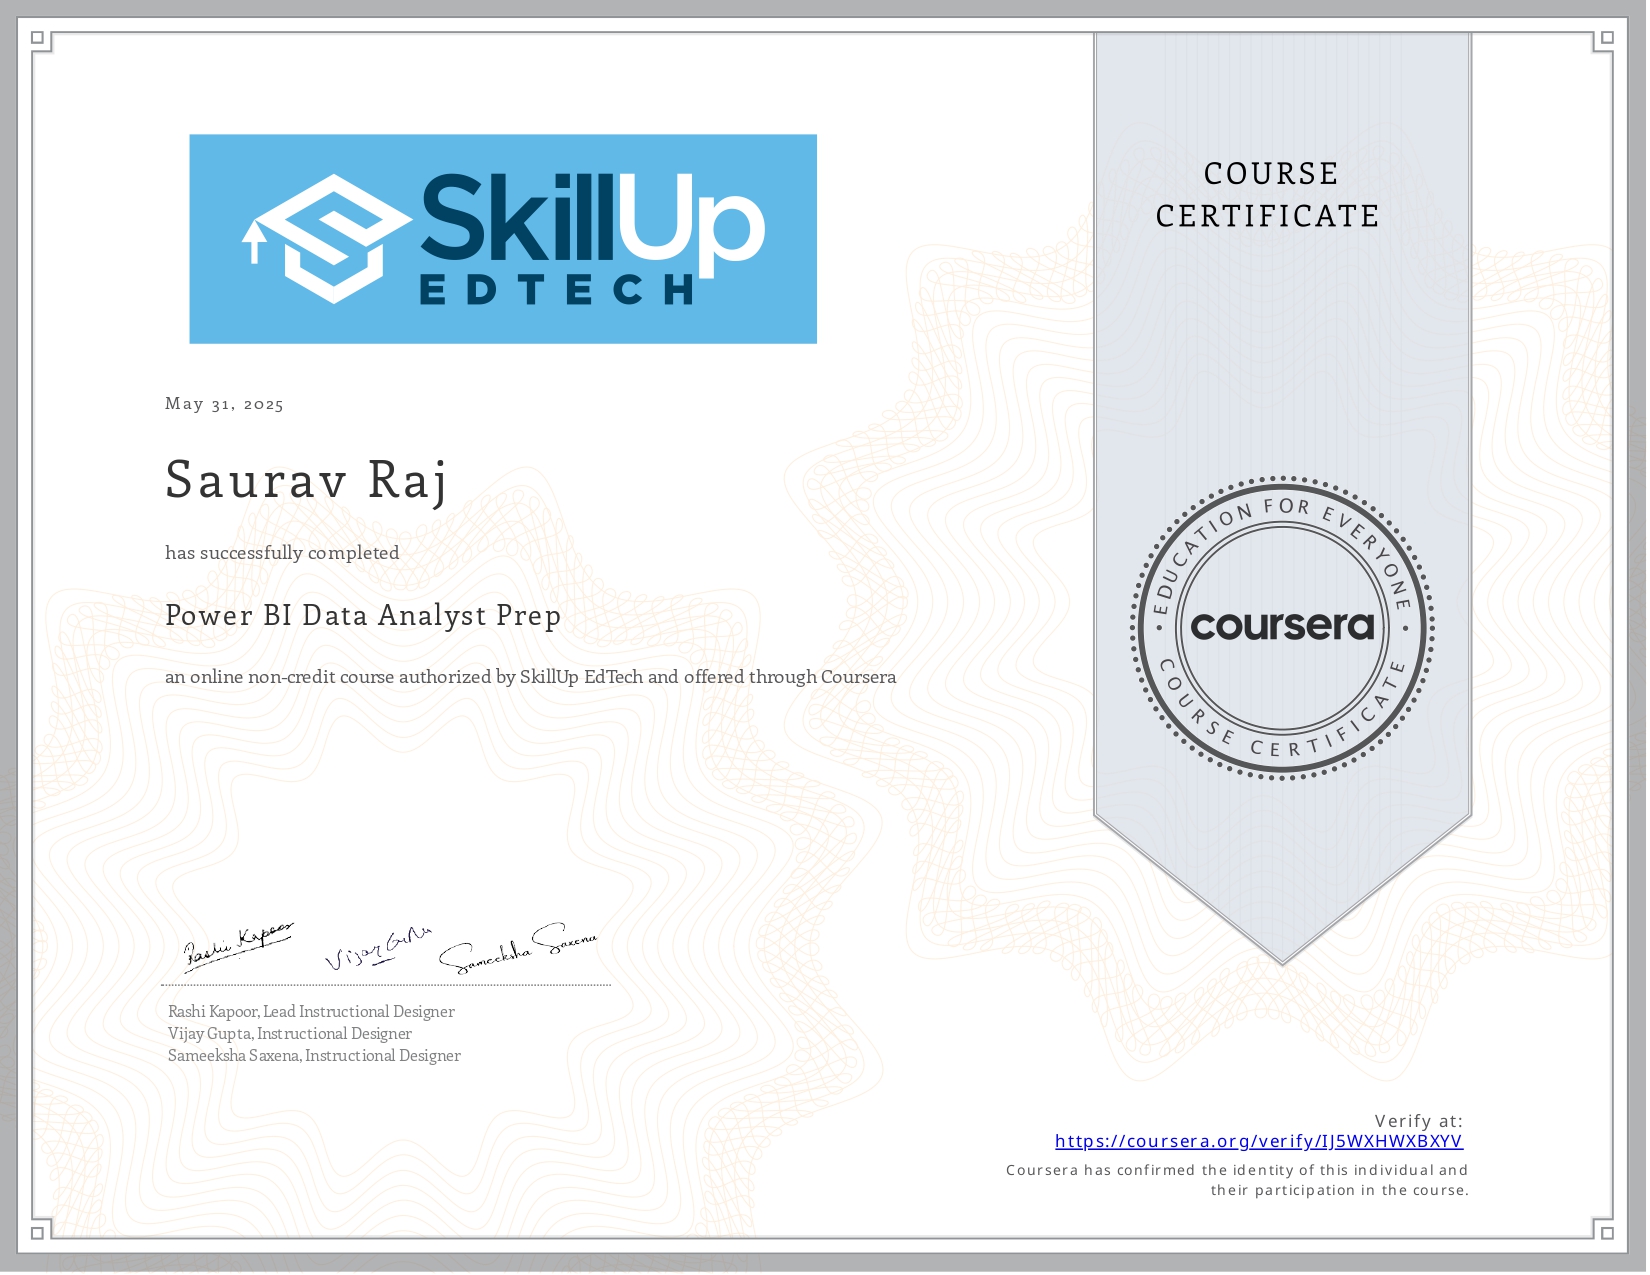 SkillUp
EDTECH
COURSE
CERTIFICATE
May 31, 2025
Saurav Raj
has successfully completed
Power BI Data Analyst Prep
an online non-credit course authorized by SkillUp EdTech and offered through Coursera
EDUCATION FOR EVERYONE
coursera
COURSE CERTIFICATE
Rashi Kapoor
Vijay Gupta
Sameeksha Saxena
Rashi Kapoor, Lead Instructional Designer
Vijay Gupta, Instructional Designer
Sameeksha Saxena, Instructional Designer
Verify at:
https://coursera.org/verify/IJ5WXHWXBXYV
Coursera has confirmed the identity of this individual and
their participation in the course.